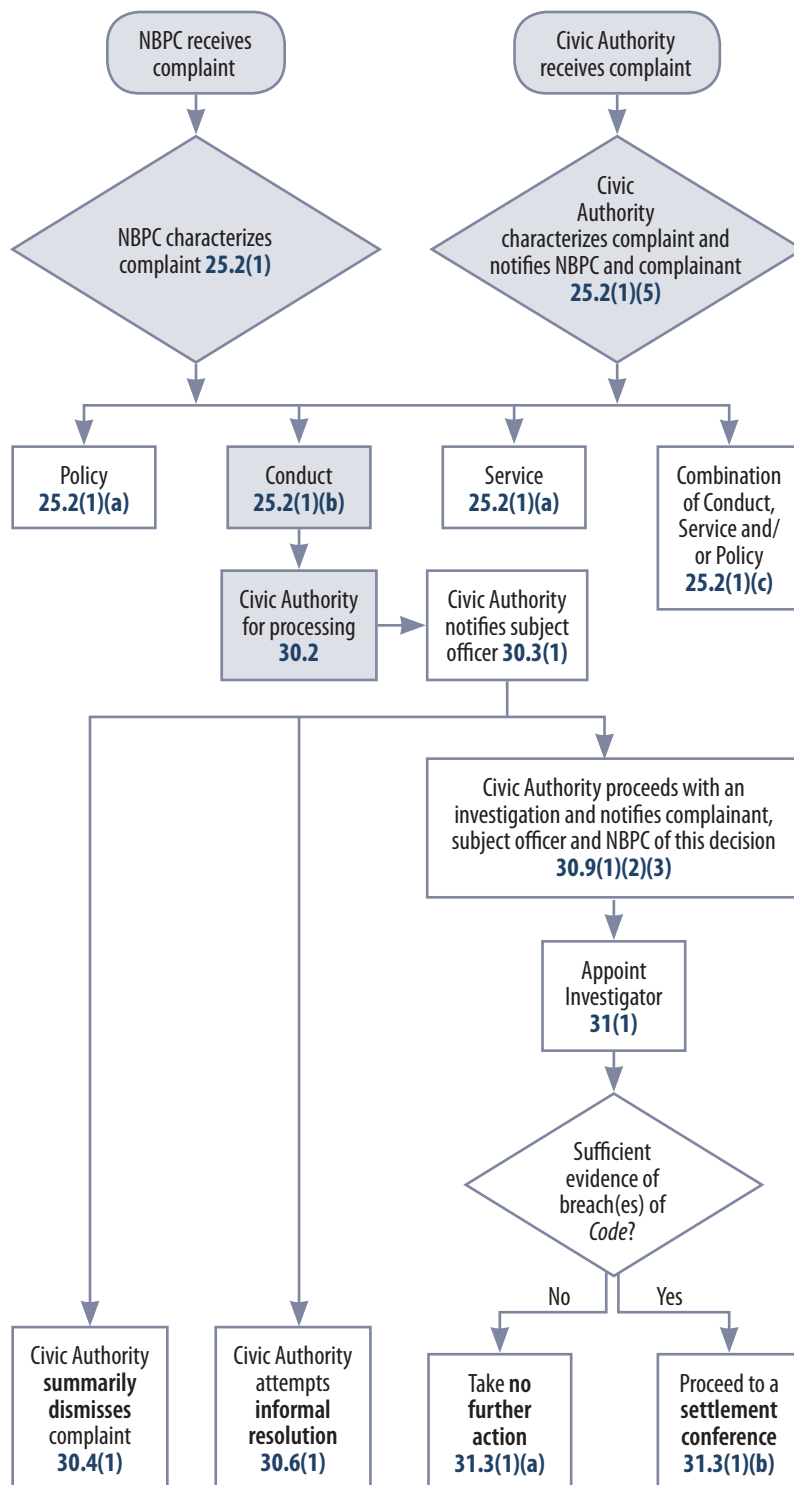 NBPC receives
complaint
Civic Authority
receives complaint
NBPC characterizes
complaint 25.2(1)
Civic
Authority
characterizes complaint and
notifies NBPC and complainant
25.2(1)(5)
Policy
25.2(1)(a)
Conduct
25.2(1)(b)
Service
25.2(1)(a)
Combination
of Conduct,
Service and/
or Policy
25.2(1)(c)
Civic Authority
for processing
30.2
Civic Authority
notifies subject
officer 30.3(1)
Civic Authority proceeds with an
investigation and notifies complainant,
subject officer and NBPC of this decision
30.9(1)(2)(3)
Appoint
Investigator
31(1)
Sufficient
evidence of
breach(es) of
Code?
No
Yes
Civic Authority
summarily
dismisses
complaint
30.4(1)
Civic Authority
attempts
informal
resolution
30.6(1)
Take no
further
action
31.3(1)(a)
Proceed to a
settlement
conference
31.3(1)(b)